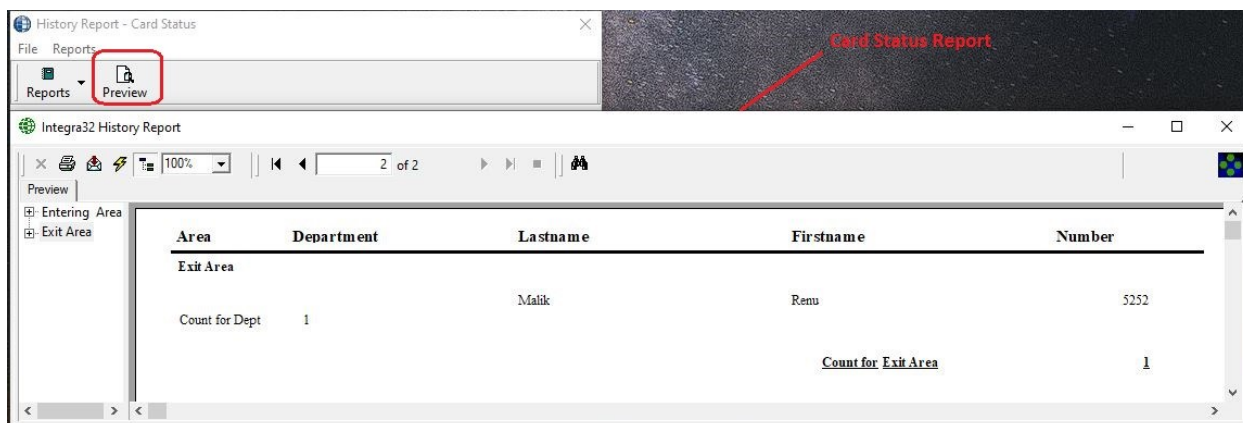 History Report - Card Status
File Reports
Card Status Report
Reports Preview
Integra32 History Report
100% 2 of 2
Preview
Entering Area
Exit Area
Area Department Lastname Firstname Number
Exit Area
Malik Renu 5252
Count for Dept 1
Count for Exit Area 1